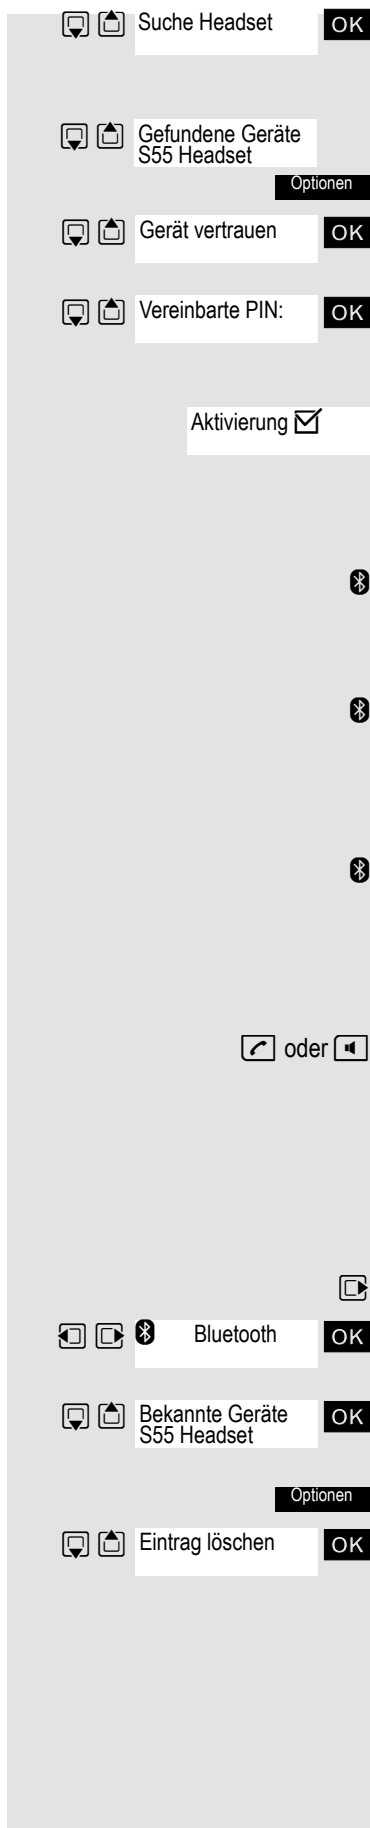 Suche Headset OK
Gefundene Geräte
S55 Headset
Optionen
Gerät vertrauen OK
Vereinbarte PIN: OK
Aktivierung
oder
Bluetooth OK
Bekannte Geräte OK
S55 Headset
Optionen
Eintrag löschen OK